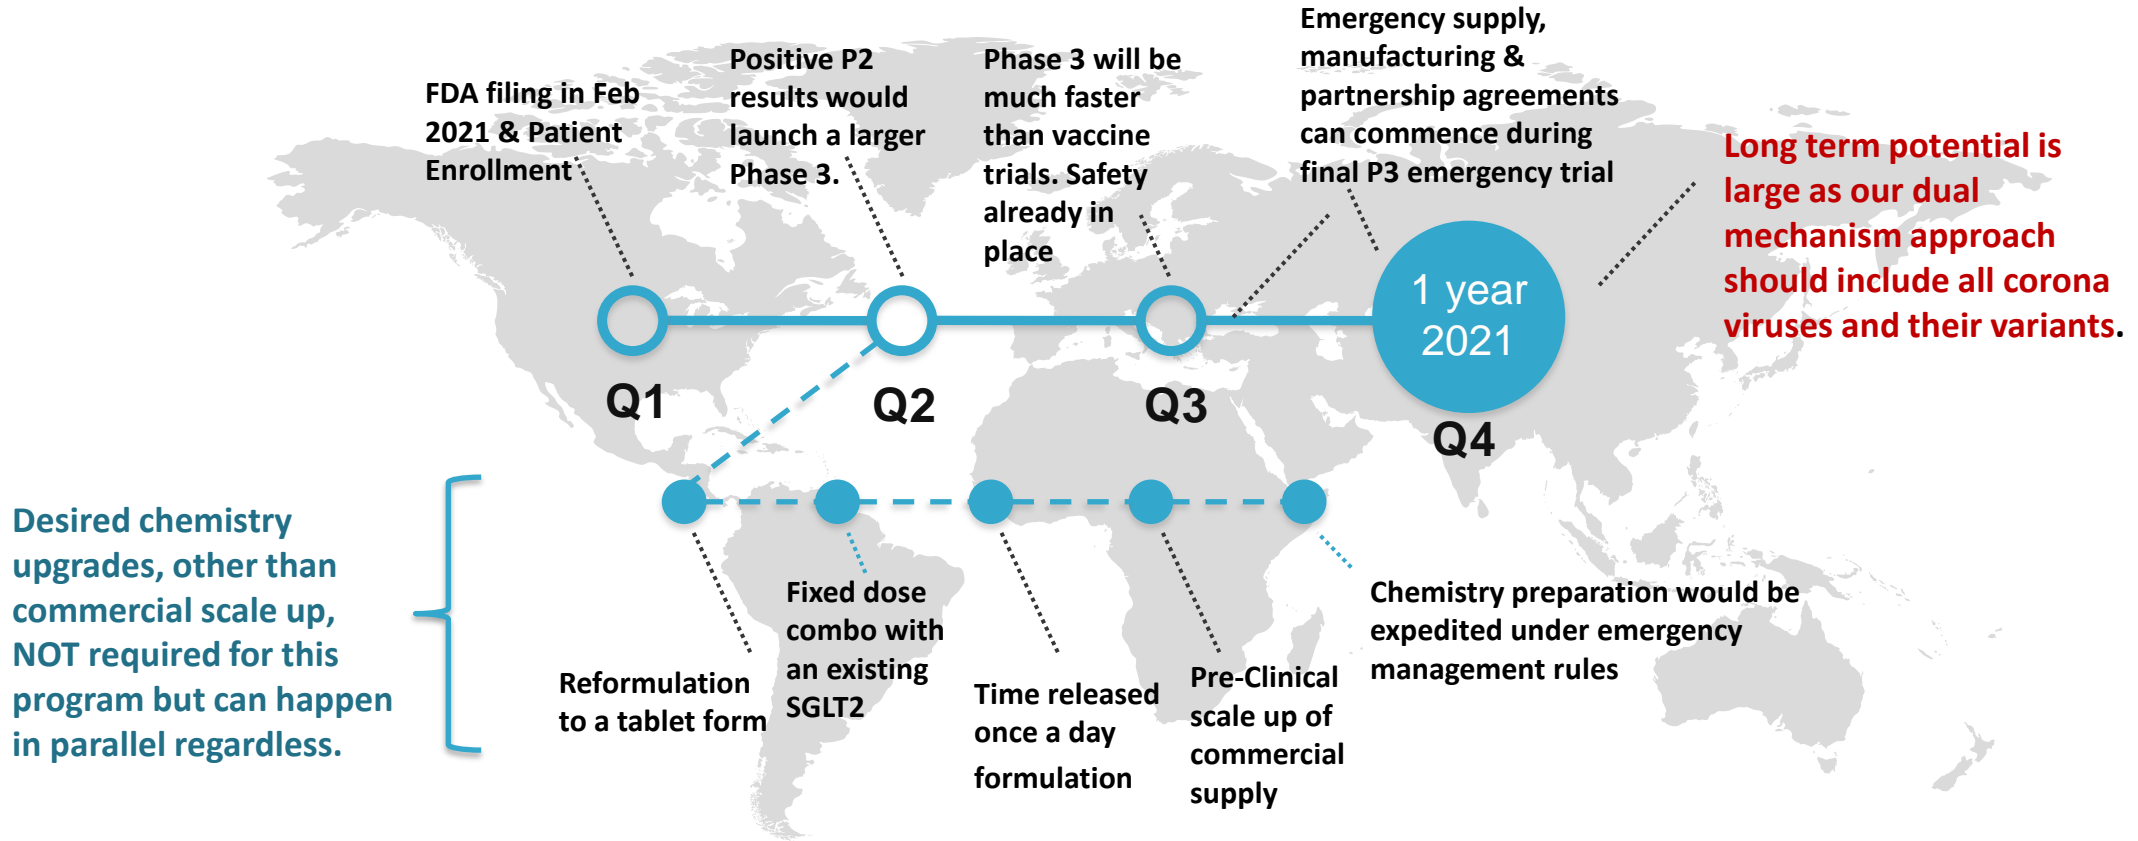 FDA filing in Feb
2021 & Patient
Enrollment
Positive P2
results would
launch a larger
Phase 3.
Phase 3 will be
much faster
than vaccine
trials. Safety
already in
place
Emergency supply,
manufacturing &
partnership agreements
can commence during
final P3 emergency trial
Long term potential is
large as our dual
mechanism approach
should include all corona
viruses and their variants.
1 year
2021
Q1
Q2
Q3
Q4
Desired chemistry
upgrades, other than
commercial scale up,
NOT required for this
program but can happen
in parallel regardless.
Reformulation
to a tablet form
Fixed dose
combo with
an existing
SGLT2
Time released
once a day
formulation
Pre-Clinical
scale up of
commercial
supply
Chemistry preparation would be
expedited under emergency
management rules